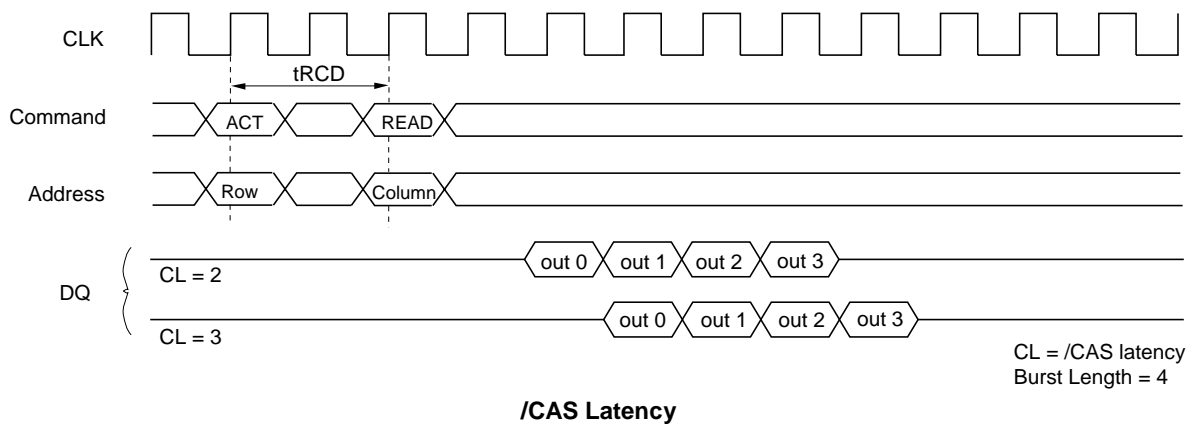 CLK
tRCD
Command
ACT
READ
Address
Row
Column
DQ
CL = 2
out 0
out 1
out 2
out 3
CL = 3
out 0
out 1
out 2
out 3
CL = /CAS latency
Burst Length = 4
/CAS Latency